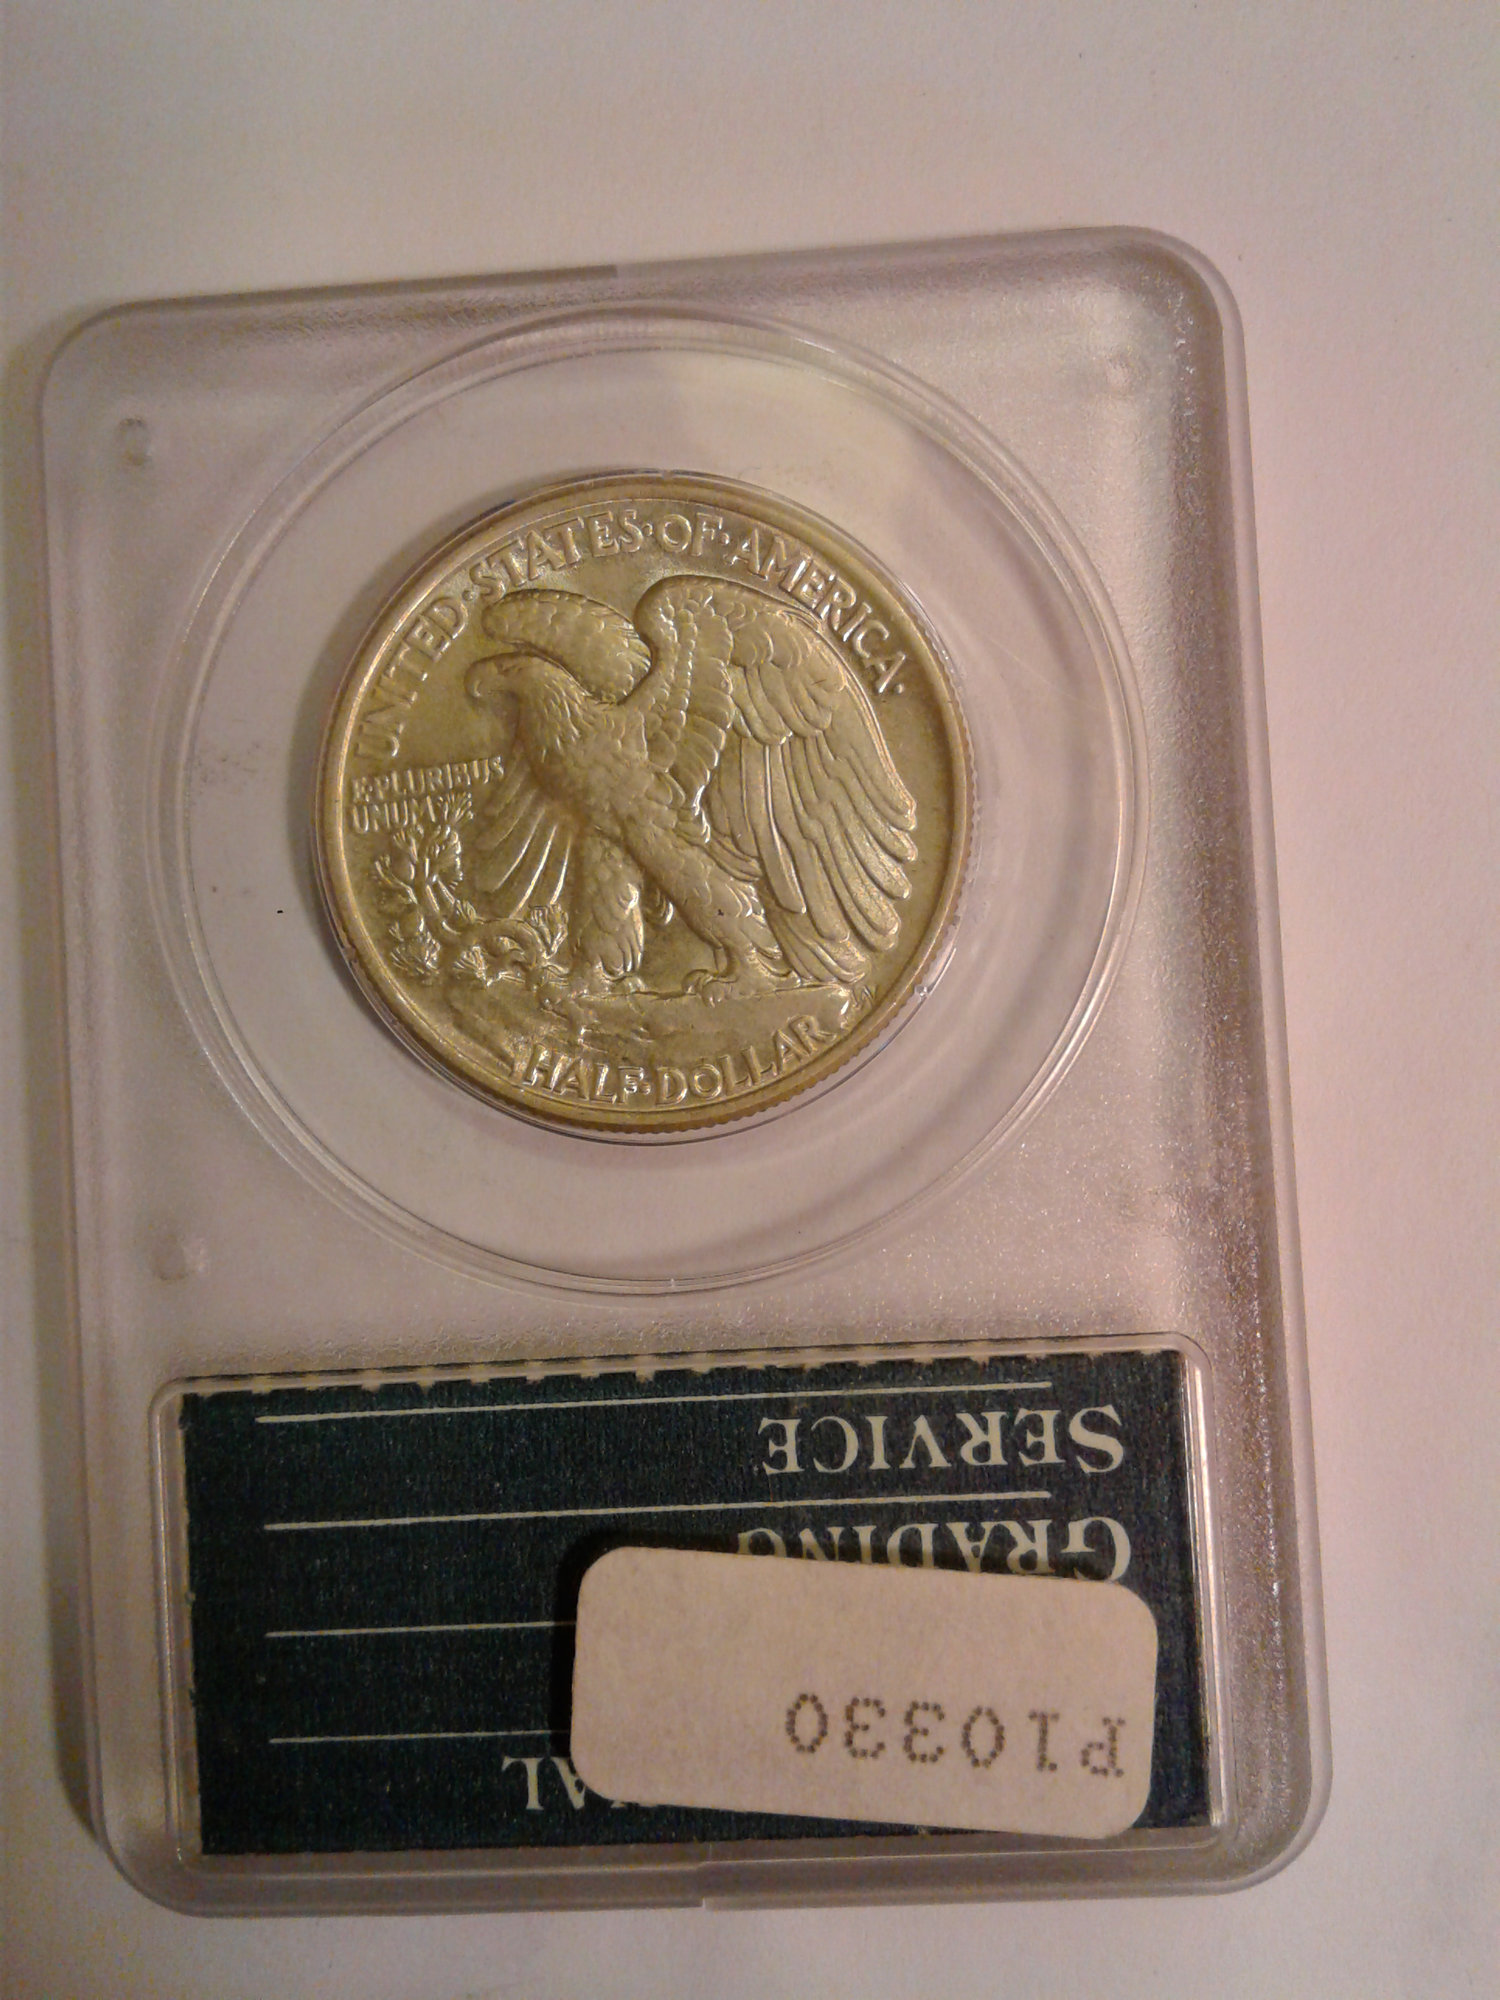 UNITED·STATES·OF·AMERICA·
E·PLURIBUS
UNUM
HALF·DOLLAR
SERVICE
GRADING
P10330